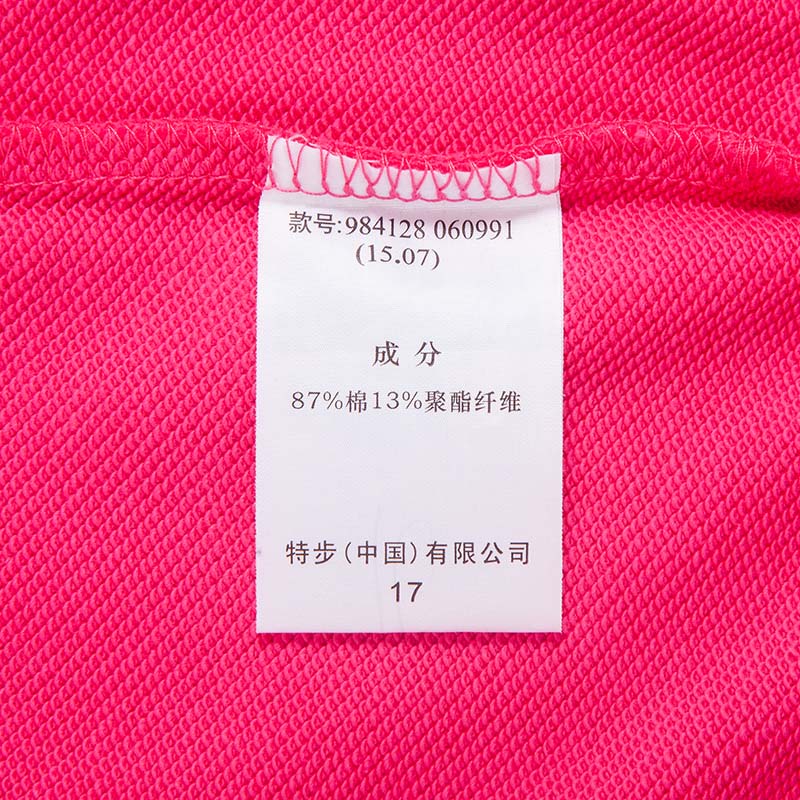 款号:984128 060991
(15.07)
成 分
87%棉13%聚酯纤维
特步(中国)有限公司
17